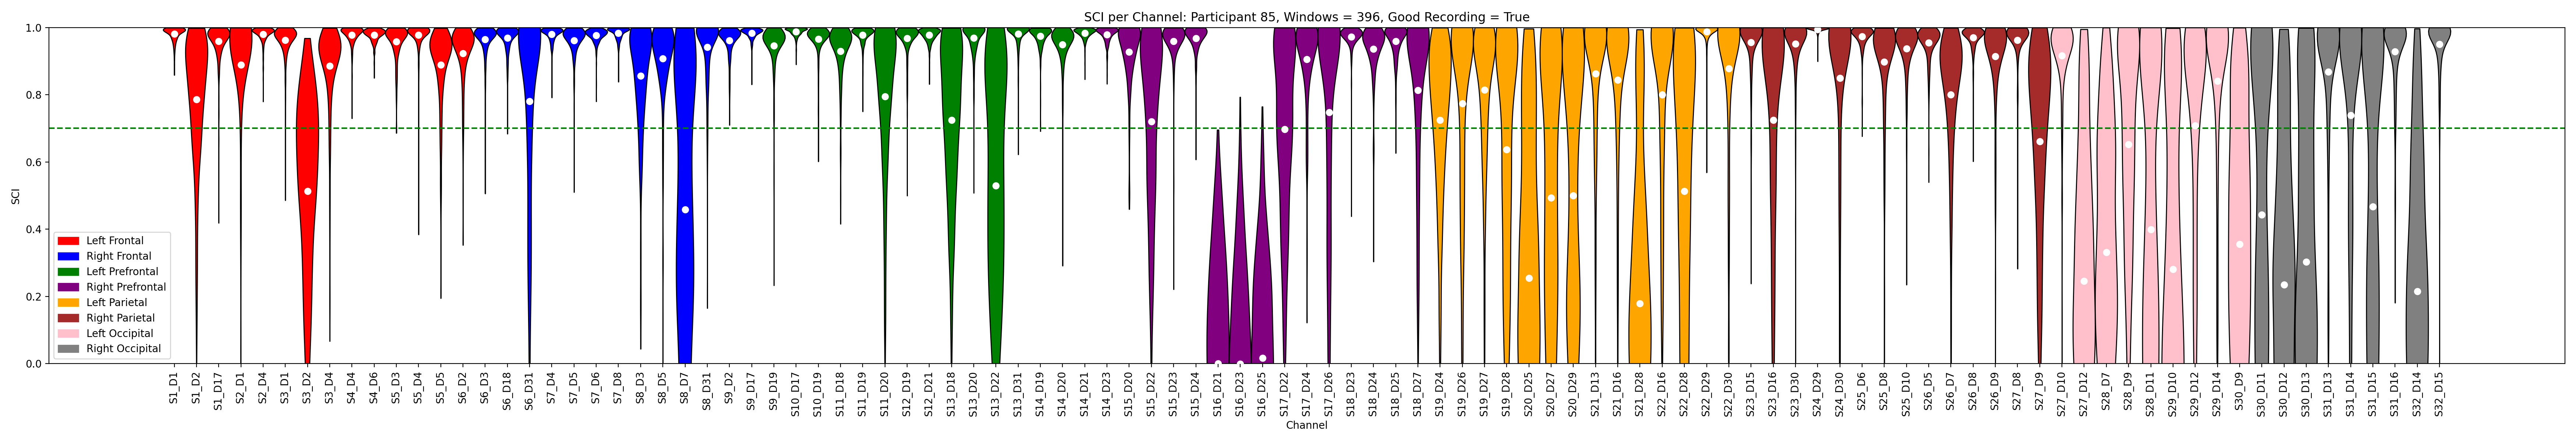 SCI per Channel: Participant 85, Windows = 396, Good Recording = True
1.0
0.8
0.6
0.4
0.2
0.0
SCI
Left Frontal
Right Frontal
Left Prefrontal
Right Prefrontal
Left Parietal
Right Parietal
Left Occipital
Right Occipital
S1_D1
S1_D2
S1_D17
S2_D1
S2_D4
S3_D1
S3_D2
S3_D4
S4_D4
S4_D6
S5_D3
S5_D4
S5_D5
S6_D2
S6_D3
S6_D18
S6_D31
S7_D4
S7_D5
S7_D6
S7_D8
S8_D3
S8_D5
S8_D7
S8_D31
S9_D2
S9_D17
S9_D19
S10_D17
S10_D19
S11_D18
S11_D19
S11_D20
S12_D19
S12_D21
S13_D18
S13_D20
S13_D22
S13_D31
S14_D19
S14_D20
S14_D21
S14_D23
S15_D20
S15_D22
S15_D23
S15_D24
S16_D21
S16_D23
S16_D25
S17_D22
S17_D24
S17_D26
S18_D23
S18_D24
S18_D25
S18_D27
S19_D24
S19_D26
S19_D27
S19_D28
S20_D25
S20_D27
S20_D29
S21_D13
S21_D16
S21_D28
S22_D16
S22_D28
S22_D29
S22_D30
S23_D15
S23_D16
S23_D30
S24_D29
S24_D30
S25_D6
S25_D8
S25_D10
S26_D5
S26_D7
S26_D8
S26_D9
S27_D8
S27_D9
S27_D10
S27_D12
S28_D7
S28_D9
S28_D11
S29_D10
S29_D12
S29_D14
S30_D9
S30_D11
S30_D12
S30_D13
S31_D13
S31_D14
S31_D15
S31_D16
S32_D14
S32_D15
Channel